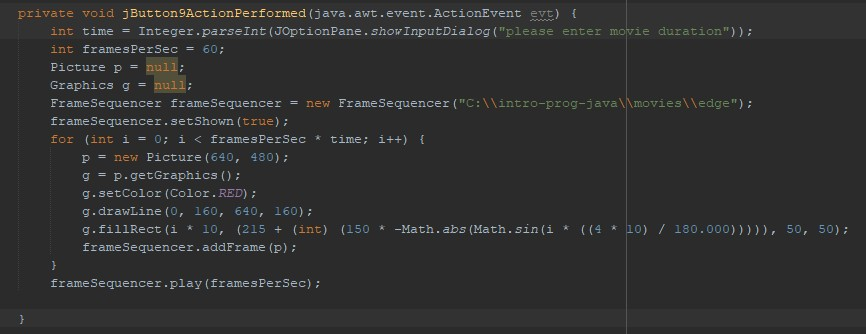 private void jButton9ActionPerformed(java.awt.event.ActionEvent evt) {
int time = Integer.parseInt(JOptionPane.showInputDialog("please enter movie duration"));
int framesPerSec = 60;
Picture p = null;
Graphics g = null;
FrameSequencer frameSequencer = new FrameSequencer("C:\\intro-prog-java\\movies\\edge");
frameSequencer.setShown(true);
for (int i = 0; i < framesPerSec * time; i++) {
p = new Picture(640, 480);
g = p.getGraphics();
g.setColor(Color.RED);
g.drawLine(0, 160, 640, 160);
g.fillRect(i * 10, (215 + (int) (150 * -Math.abs(Math.sin(i * ((4 * 10) / 180.000))))), 50, 50);
frameSequencer.addFrame(p);
}
frameSequencer.play(framesPerSec);
}